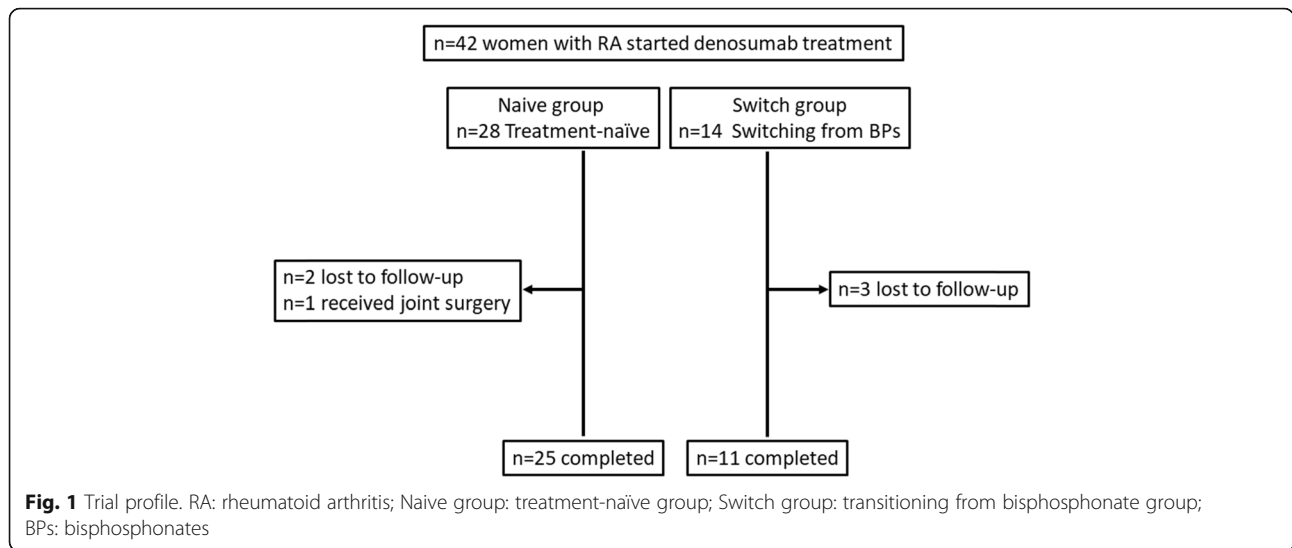 n=42 women with RA started denosumab treatment
Naive group
n=28 Treatment-naïve
Switch group
n=14 Switching from BPs
n=2 lost to follow-up
n=1 received joint surgery
n=3 lost to follow-up
n=25 completed
n=11 completed
Fig. 1 Trial profile. RA: rheumatoid arthritis; Naive group: treatment-naïve group; Switch group: transitioning from bisphosphonate group;
BPs: bisphosphonates